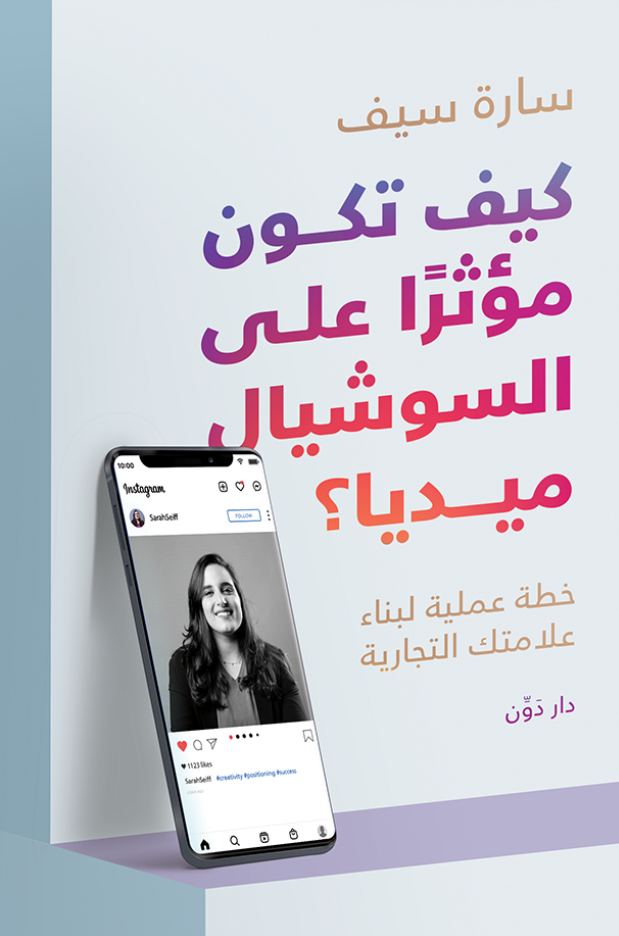 سارة سيف
كيف تكون
مؤثرًا على
السوشيال
ميديا؟
خطة عملية لبناء
علامتك التجارية
دار دَوِّن
10:00
Instagram
SarahSeiff
FOLLOW
1123 likes
SarahSeiff #creativity #positioning #success